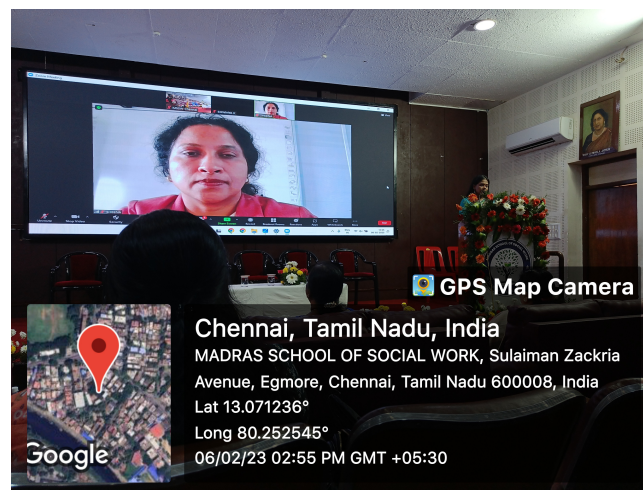 GPS Map Camera
Chennai, Tamil Nadu, India
MADRAS SCHOOL OF SOCIAL WORK, Sulaiman Zackria
Avenue, Egmore, Chennai, Tamil Nadu 600008, India
Lat 13.071236°
Long 80.252545°
06/02/23 02:55 PM GMT +05:30
Google